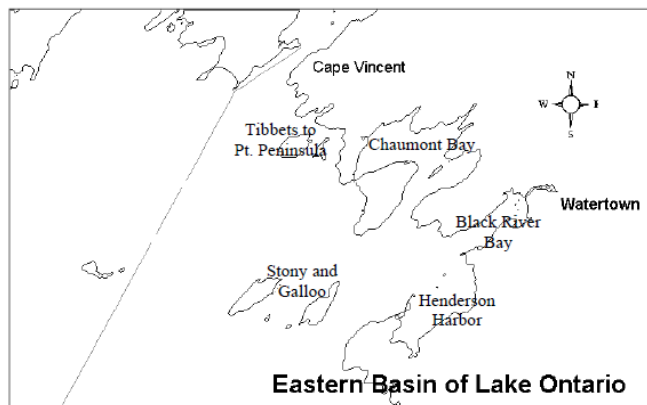 Cape Vincent
N
W E
S
Tibbets to
Pt. Peninsula
Chaumont Bay
Watertown
Black River
Bay
Stony and
Galloo
Henderson
Harbor
Eastern Basin of Lake Ontario